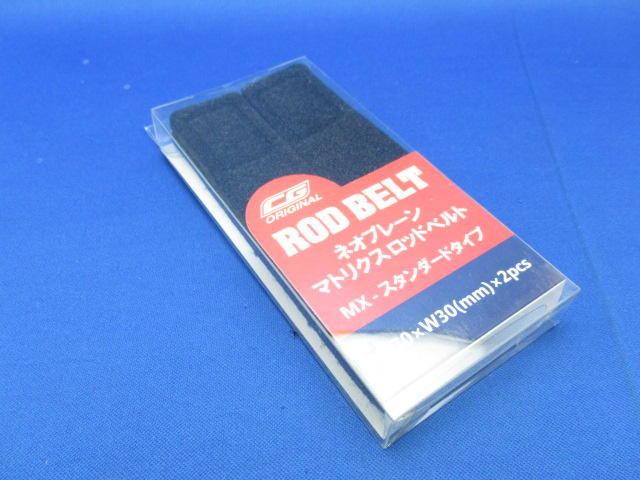 CG
ORIGINAL
ROD BELT
ネオプレーン
マトリクスロッドベルト
MX - スタンダードタイプ
0×W30(mm)×2pcs